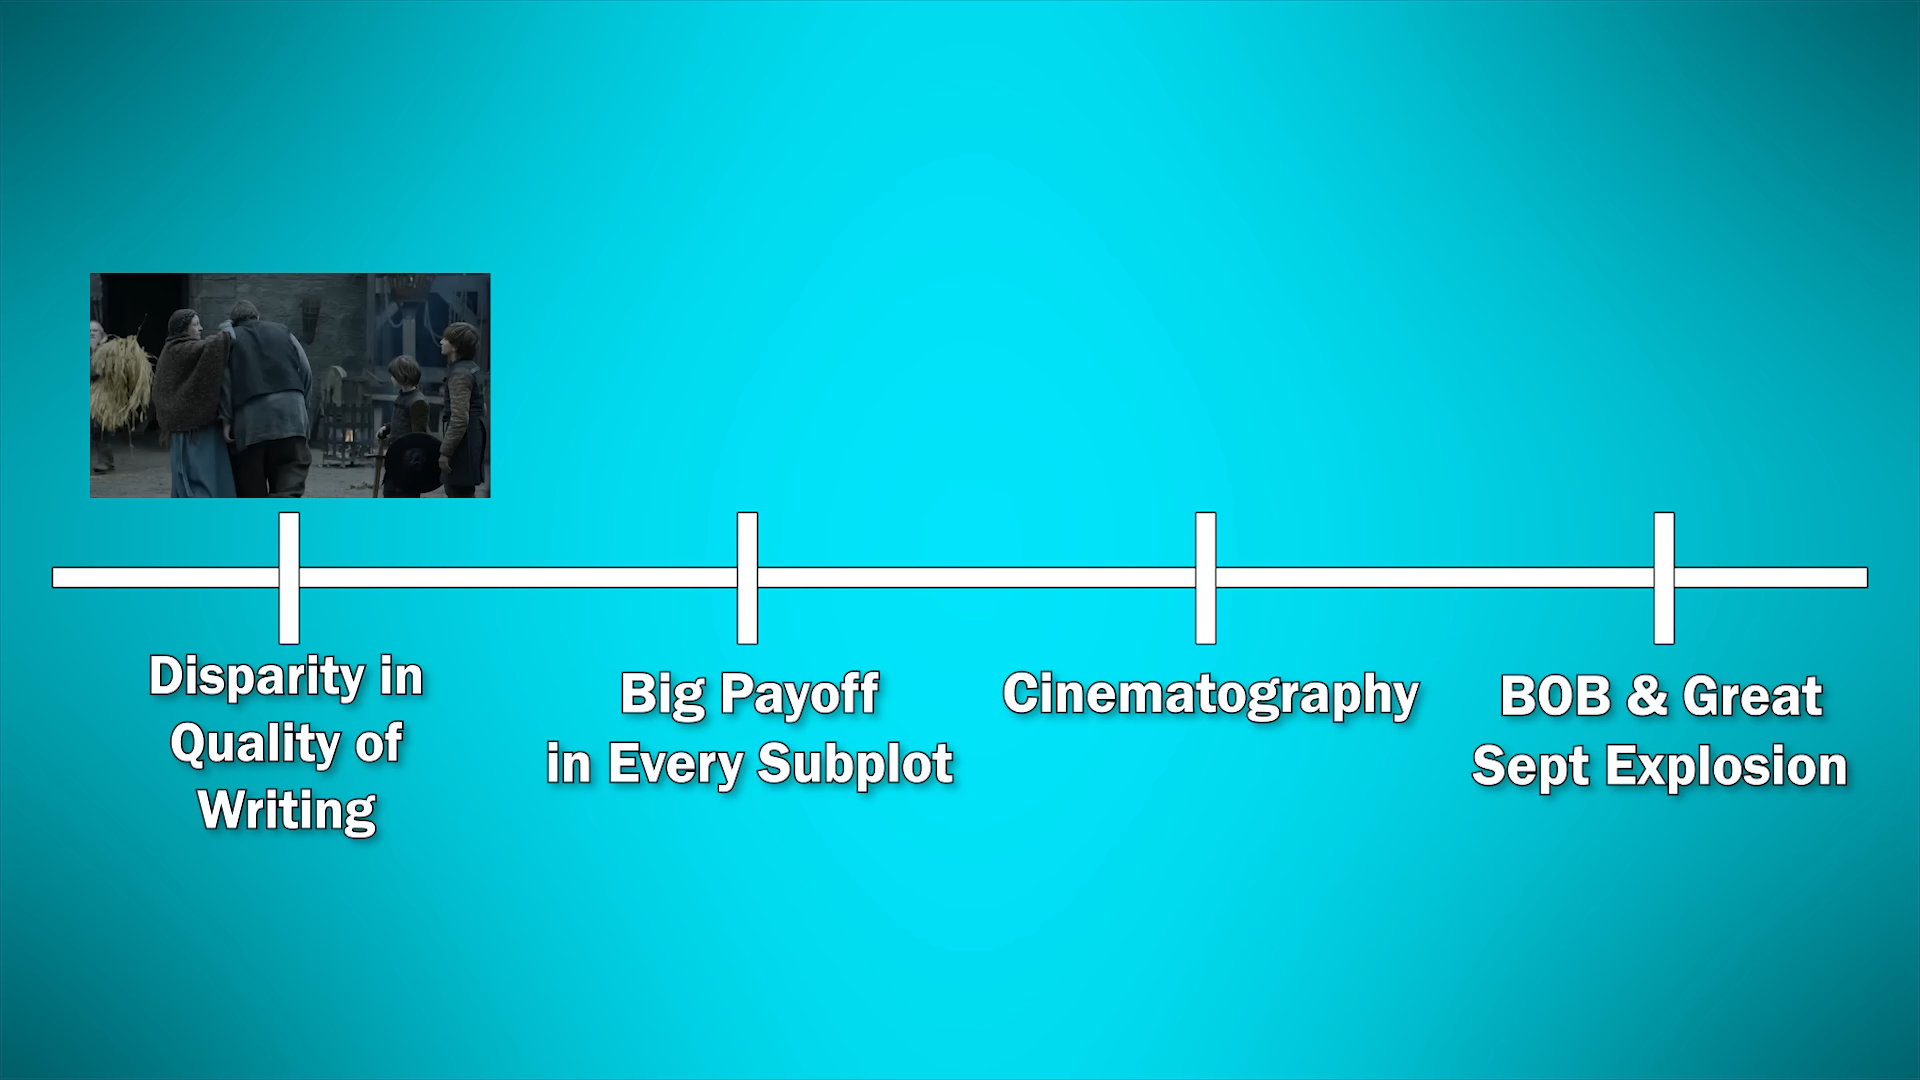 Disparity in
Quality of
Writing
Big Payoff
in Every Subplot
Cinematography
BOB & Great
Sept Explosion